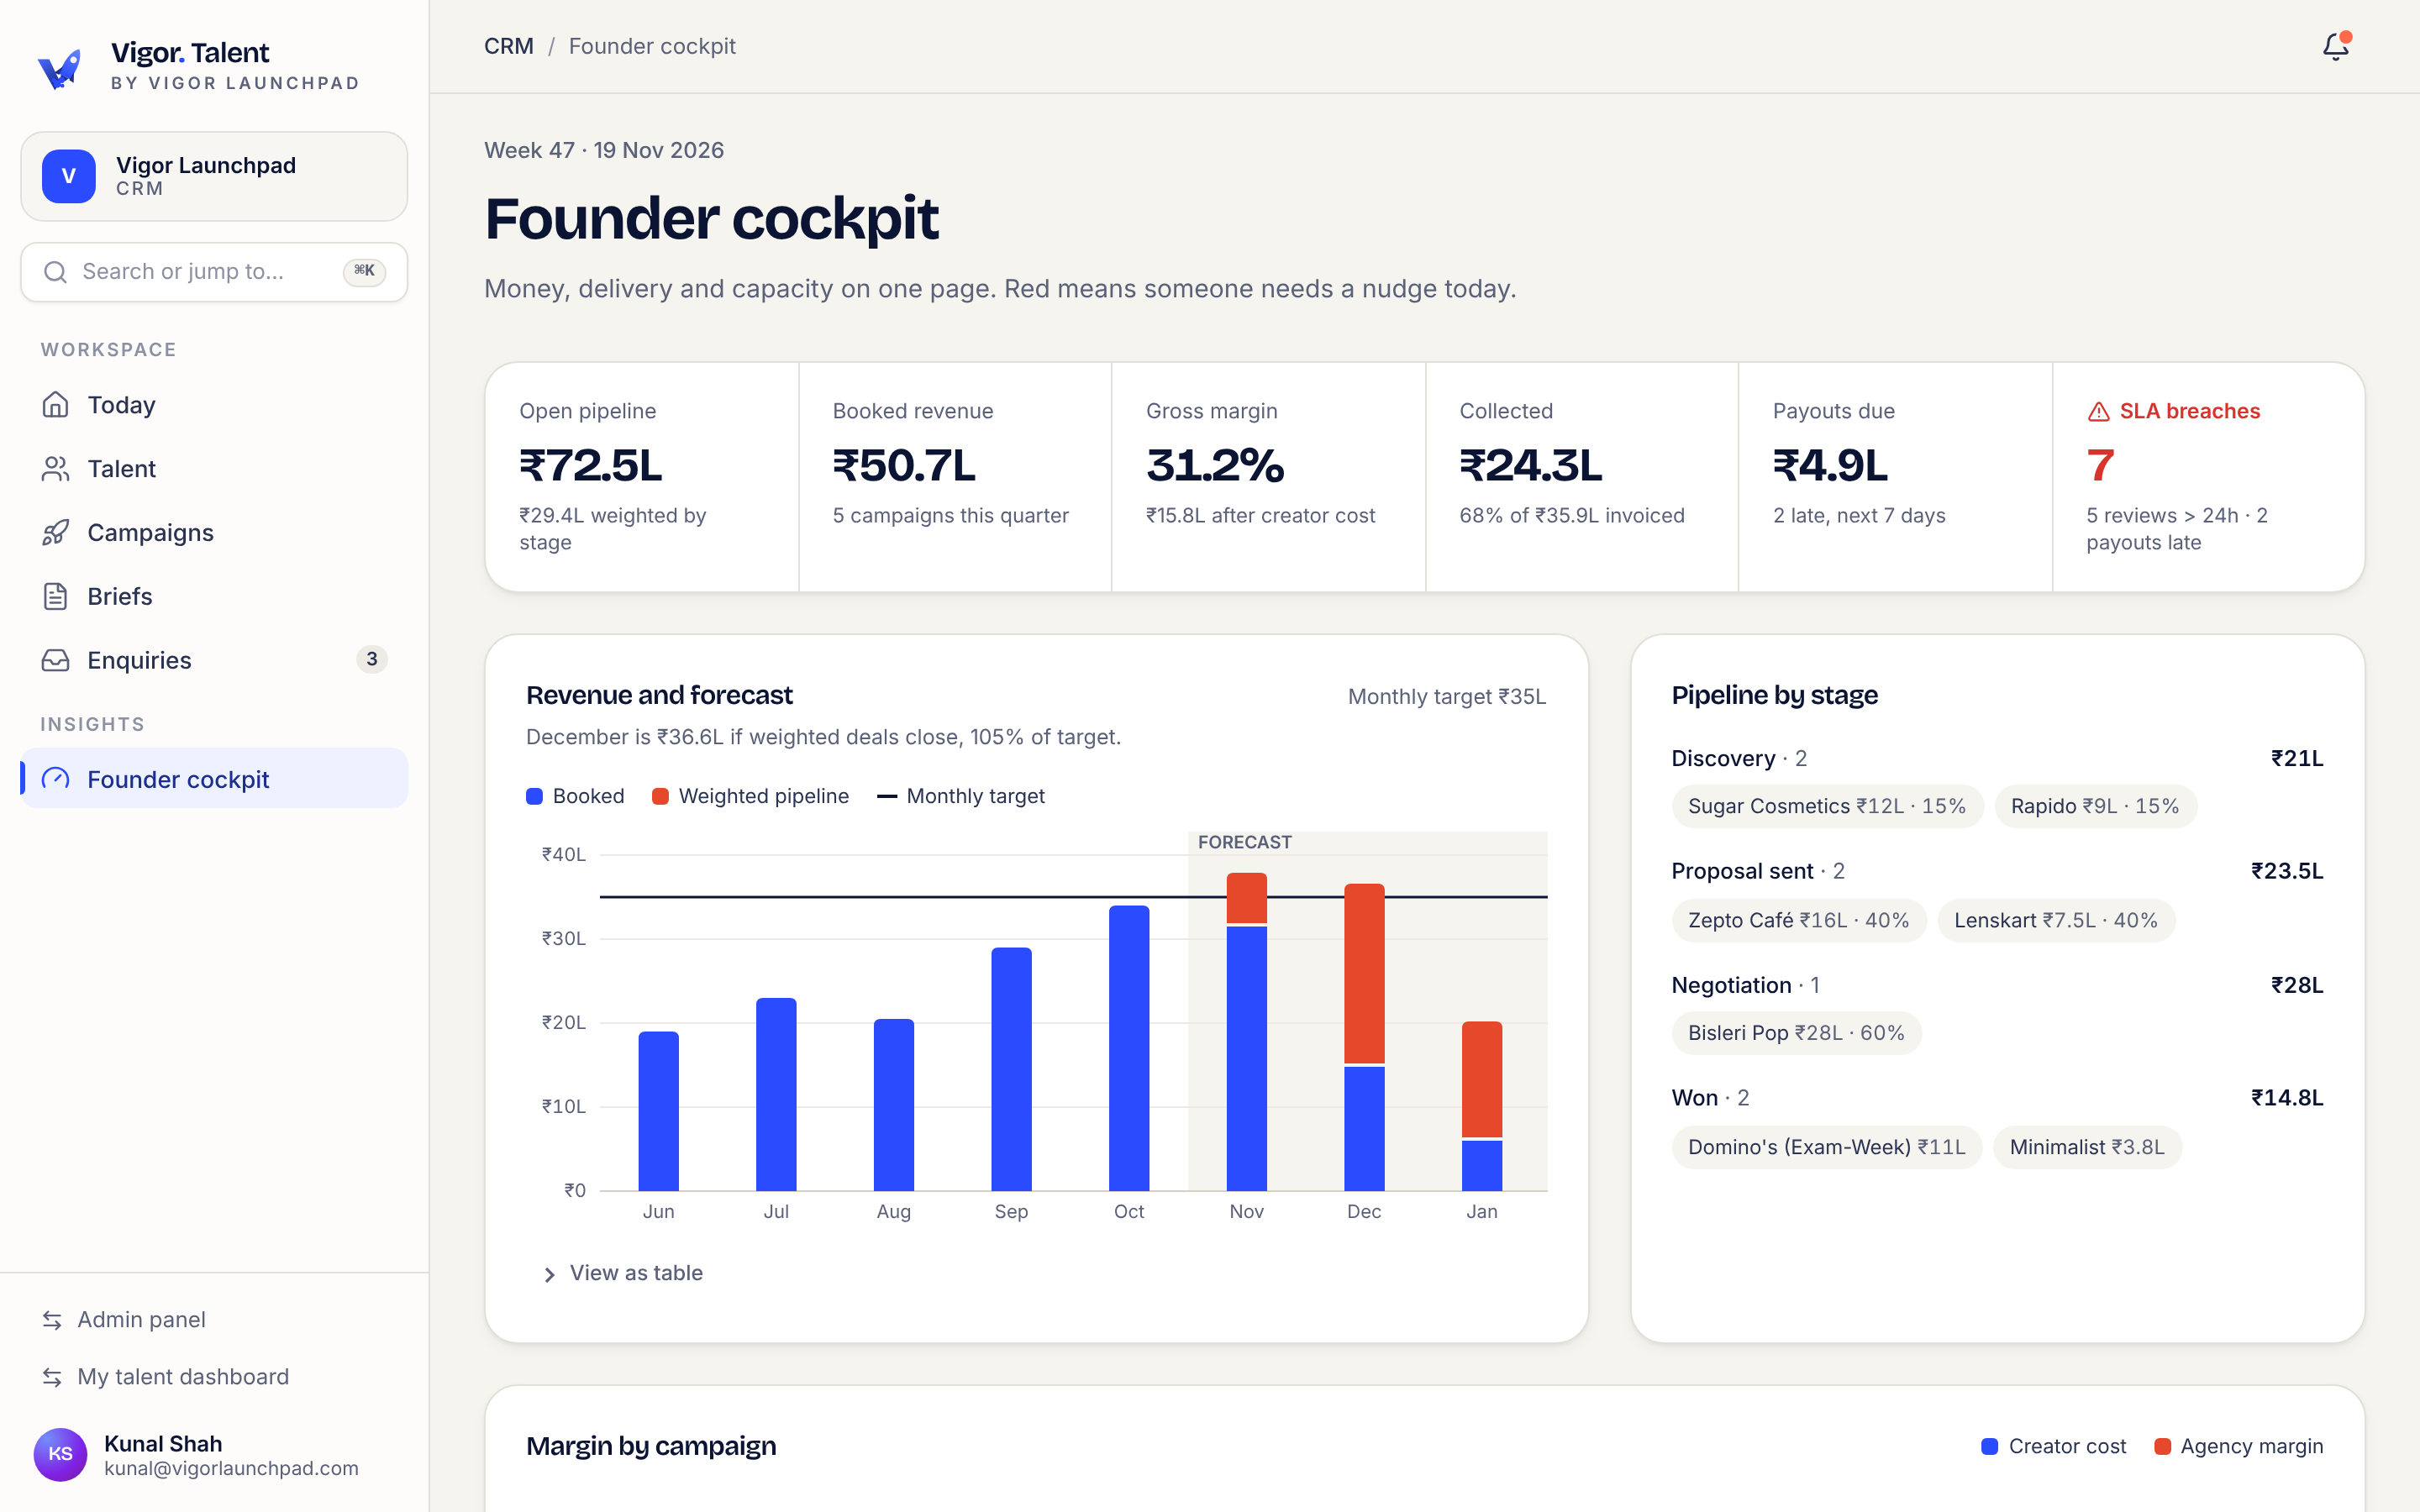 Vigor. Talent
BY VIGOR LAUNCHPAD
V
Vigor Launchpad
CRM
Search or jump to...
⌘K
WORKSPACE
Today
Talent
Campaigns
Briefs
Enquiries
3
INSIGHTS
Founder cockpit
Admin panel
My talent dashboard
KS
Kunal Shah
kunal@vigorlaunchpad.com
CRM / Founder cockpit
Week 47 · 19 Nov 2026
Founder cockpit
Money, delivery and capacity on one page. Red means someone needs a nudge today.
Open pipeline
₹72.5L
₹29.4L weighted by
stage
Booked revenue
₹50.7L
5 campaigns this quarter
Gross margin
31.2%
₹15.8L after creator cost
Collected
₹24.3L
68% of ₹35.9L invoiced
Payouts due
₹4.9L
2 late, next 7 days
SLA breaches
7
5 reviews > 24h · 2
payouts late
Revenue and forecast
Monthly target ₹35L
December is ₹36.6L if weighted deals close, 105% of target.
Booked
Weighted pipeline
Monthly target
FORECAST
₹40L
₹30L
₹20L
₹10L
₹0
Jun
Jul
Aug
Sep
Oct
Nov
Dec
Jan
View as table
Pipeline by stage
Discovery · 2
₹21L
Sugar Cosmetics ₹12L · 15%
Rapido ₹9L · 15%
Proposal sent · 2
₹23.5L
Zepto Café ₹16L · 40%
Lenskart ₹7.5L · 40%
Negotiation · 1
₹28L
Bisleri Pop ₹28L · 60%
Won · 2
₹14.8L
Domino's (Exam-Week) ₹11L
Minimalist ₹3.8L
Margin by campaign
Creator cost
Agency margin